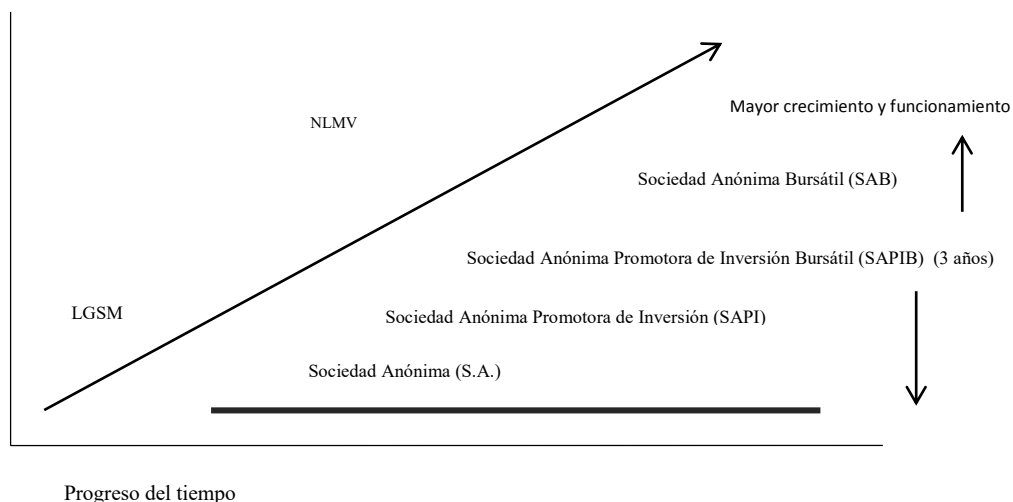 Mayor crecimiento y funcionamiento
NLMV
Sociedad Anónima Bursátil (SAB)
Sociedad Anónima Promotora de Inversión Bursátil (SAPIB) (3 años)
LGSM
Sociedad Anónima Promotora de Inversión (SAPI)
Sociedad Anónima (S.A.)
Progreso del tiempo